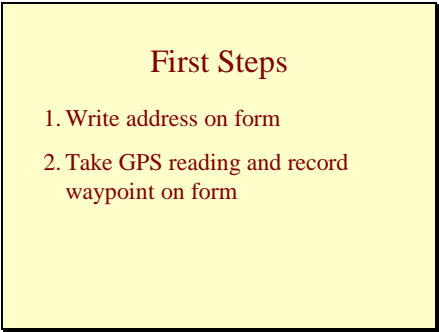 First Steps
1. Write address on form
2. Take GPS reading and record
waypoint on form